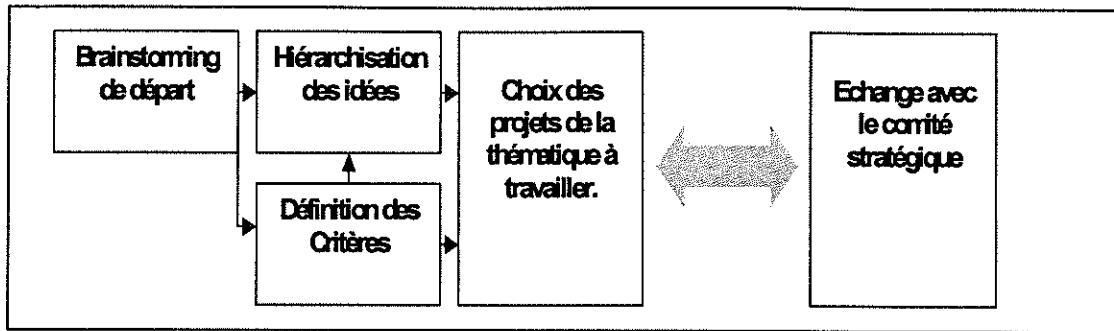 Brainstorming
de départ
Hiérarchisation
des idées
Définition des
Critères
Choix des
projets de la
thématique à
travailler.
Echange avec
le comité
stratégique